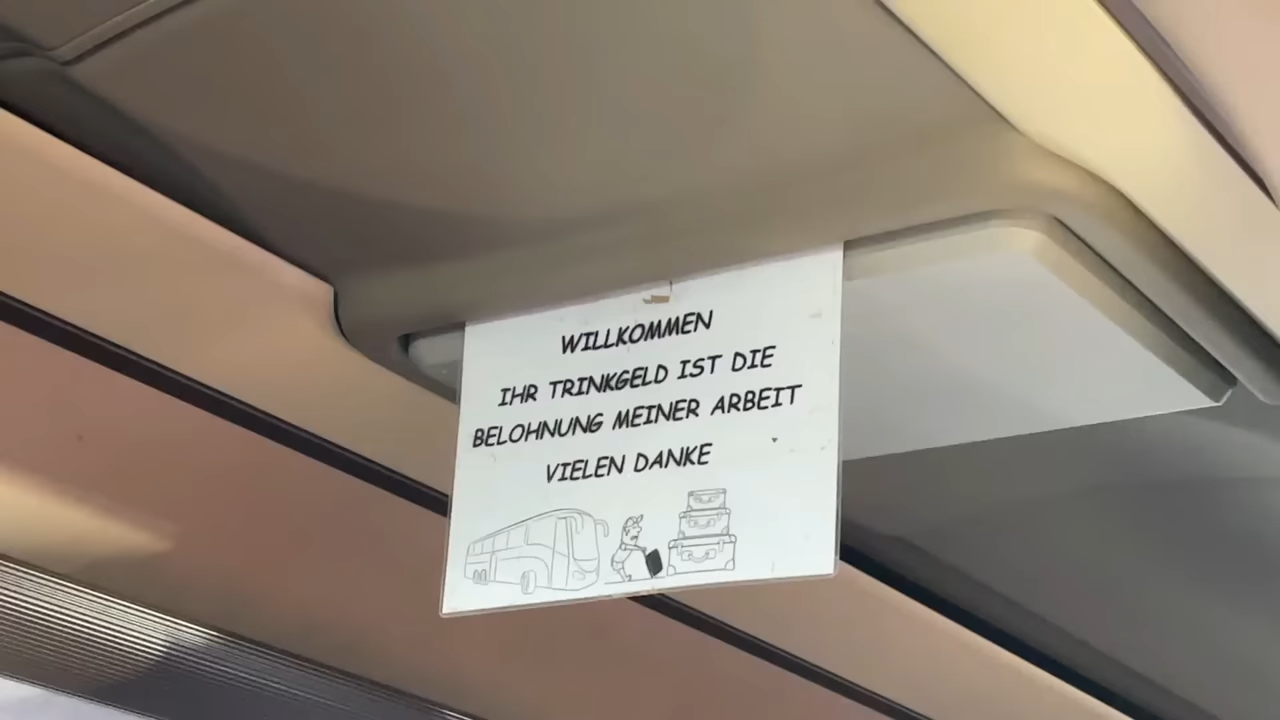 WILLKOMMEN
IHR TRINKGELD IST DIE
BELOHNUNG MEINER ARBEIT
VIELEN DANKE